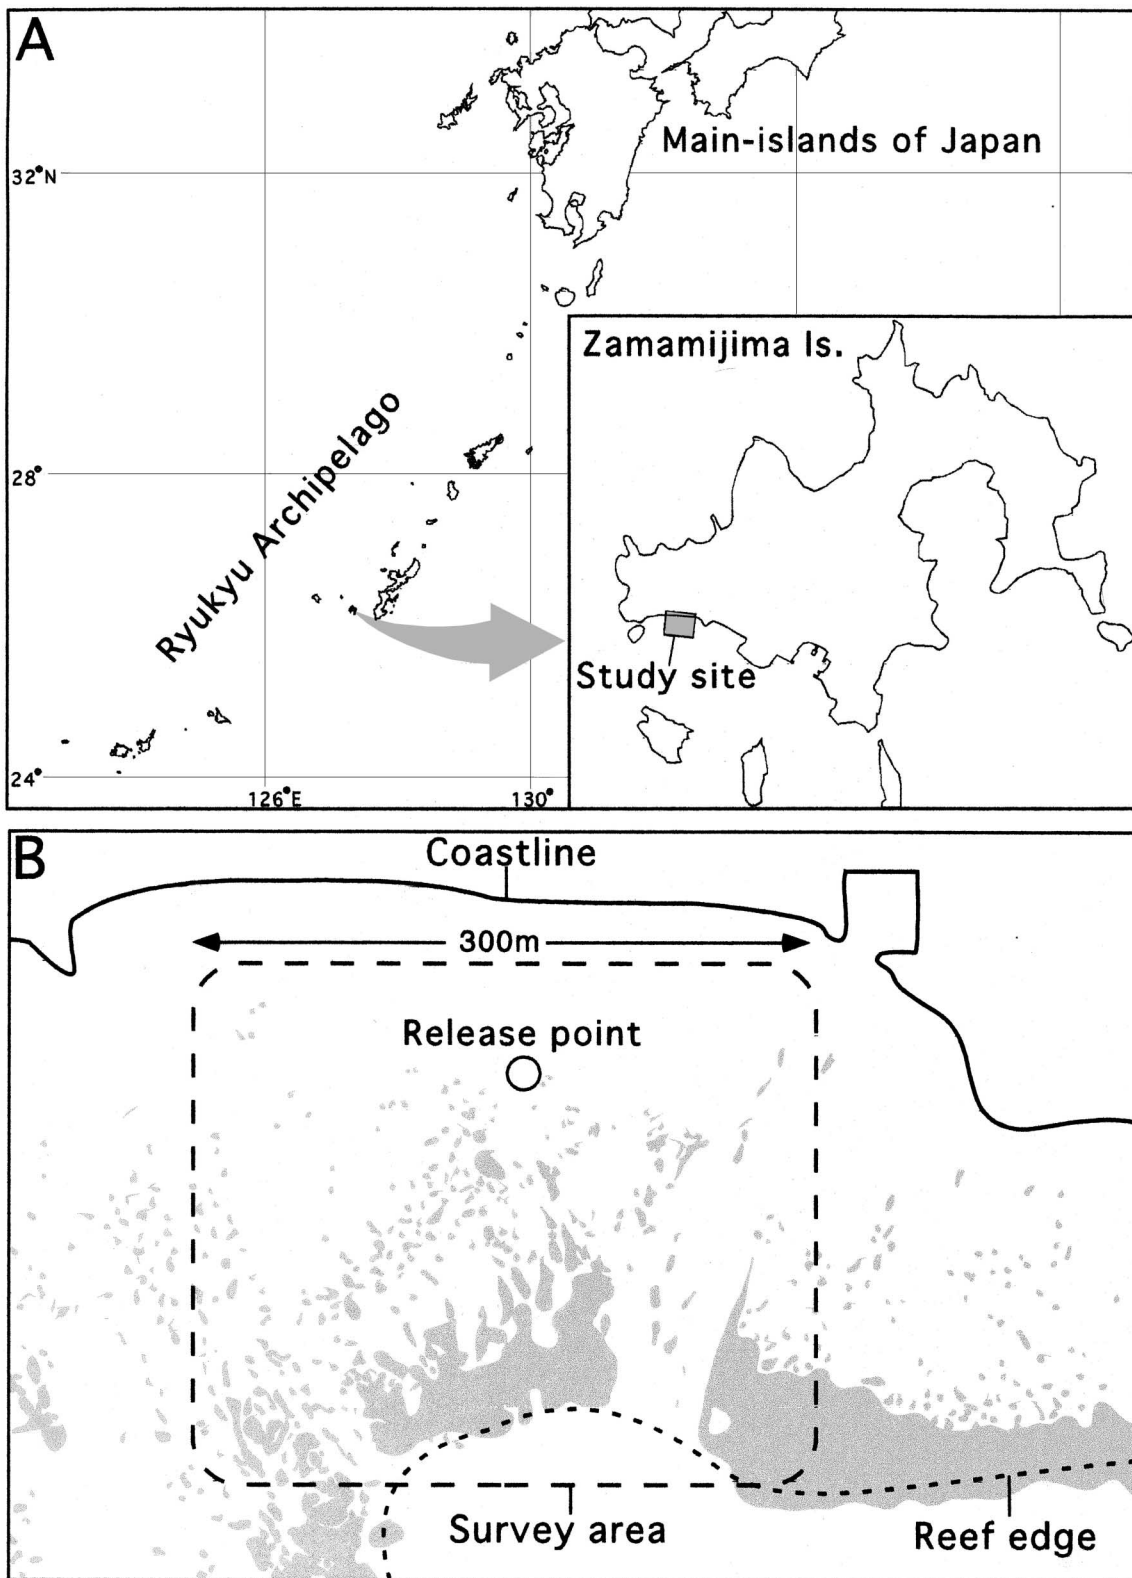 A
Main-islands of Japan
32°N
Zamamijima Is.
Ryukyu Archipelago
28°
Study site
24°
126°E
130°
B
Coastline
300m
Release point
Survey area
Reef edge